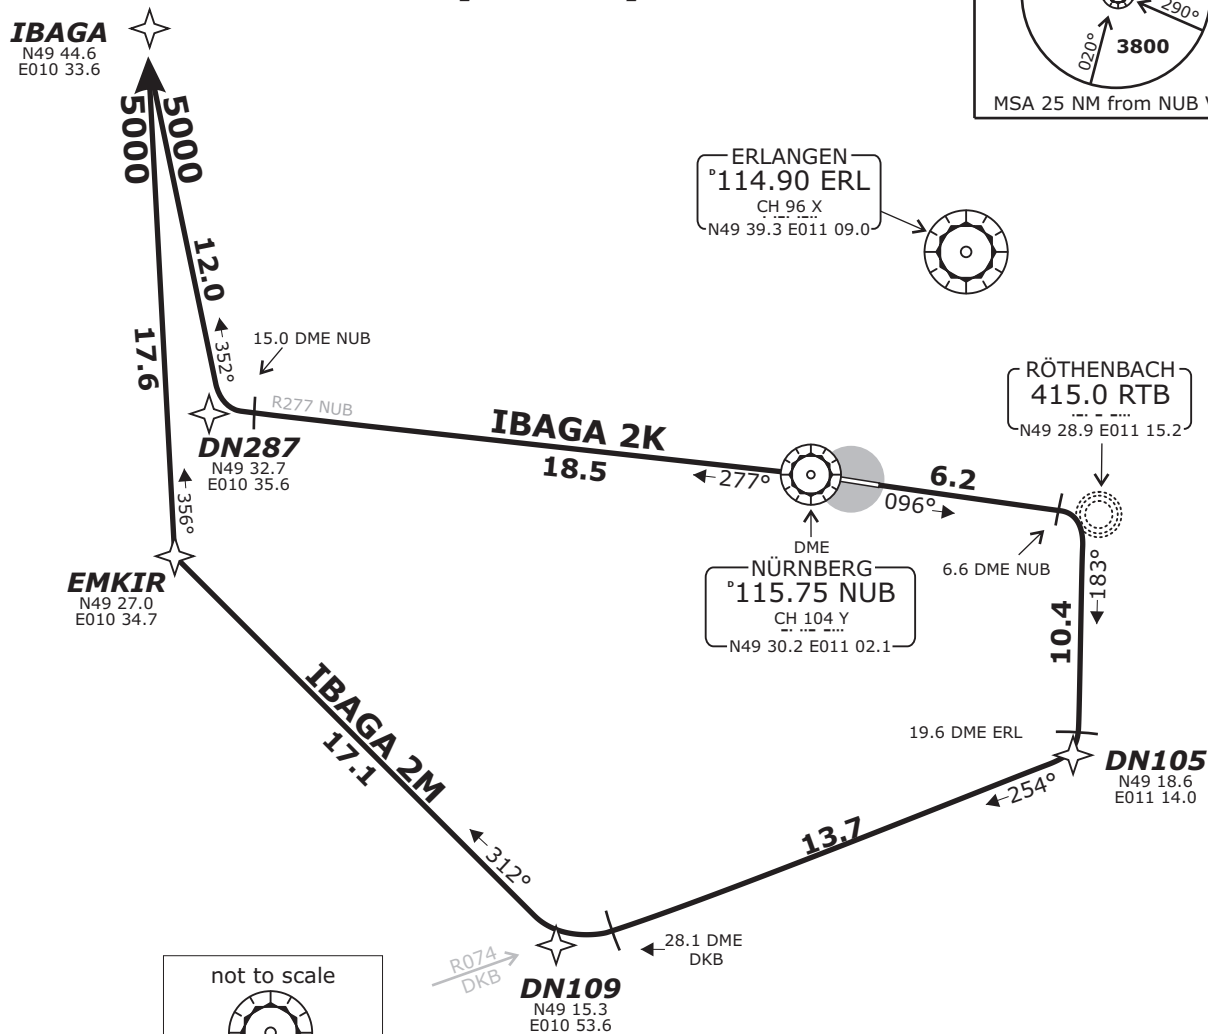 IBAGA
N49 44.6
E010 33.6
290°
020°
3800
MSA 25 NM from NUB
5000
5000
ERLANGEN
D 114.90 ERL
CH 96 X
N49 39.3 E011 09.0
12.0
17.6
352°
15.0 DME NUB
R277 NUB
IBAGA 2K
18.5
277°
RÖTHENBACH
415.0 RTB
N49 28.9 E011 15.2
DN287
N49 32.7
E010 35.6
356°
6.2
096°
6.6 DME NUB
183°
DME
NÜRNBERG
D 115.75 NUB
CH 104 Y
N49 30.2 E011 02.1
EMKIR
N49 27.0
E010 34.7
10.4
IBAGA 2M
17.1
19.6 DME ERL
DN105
N49 18.6
E011 14.0
254°
13.7
312°
28.1 DME
DKB
R074
DKB
DN109
N49 15.3
E010 53.6
not to scale